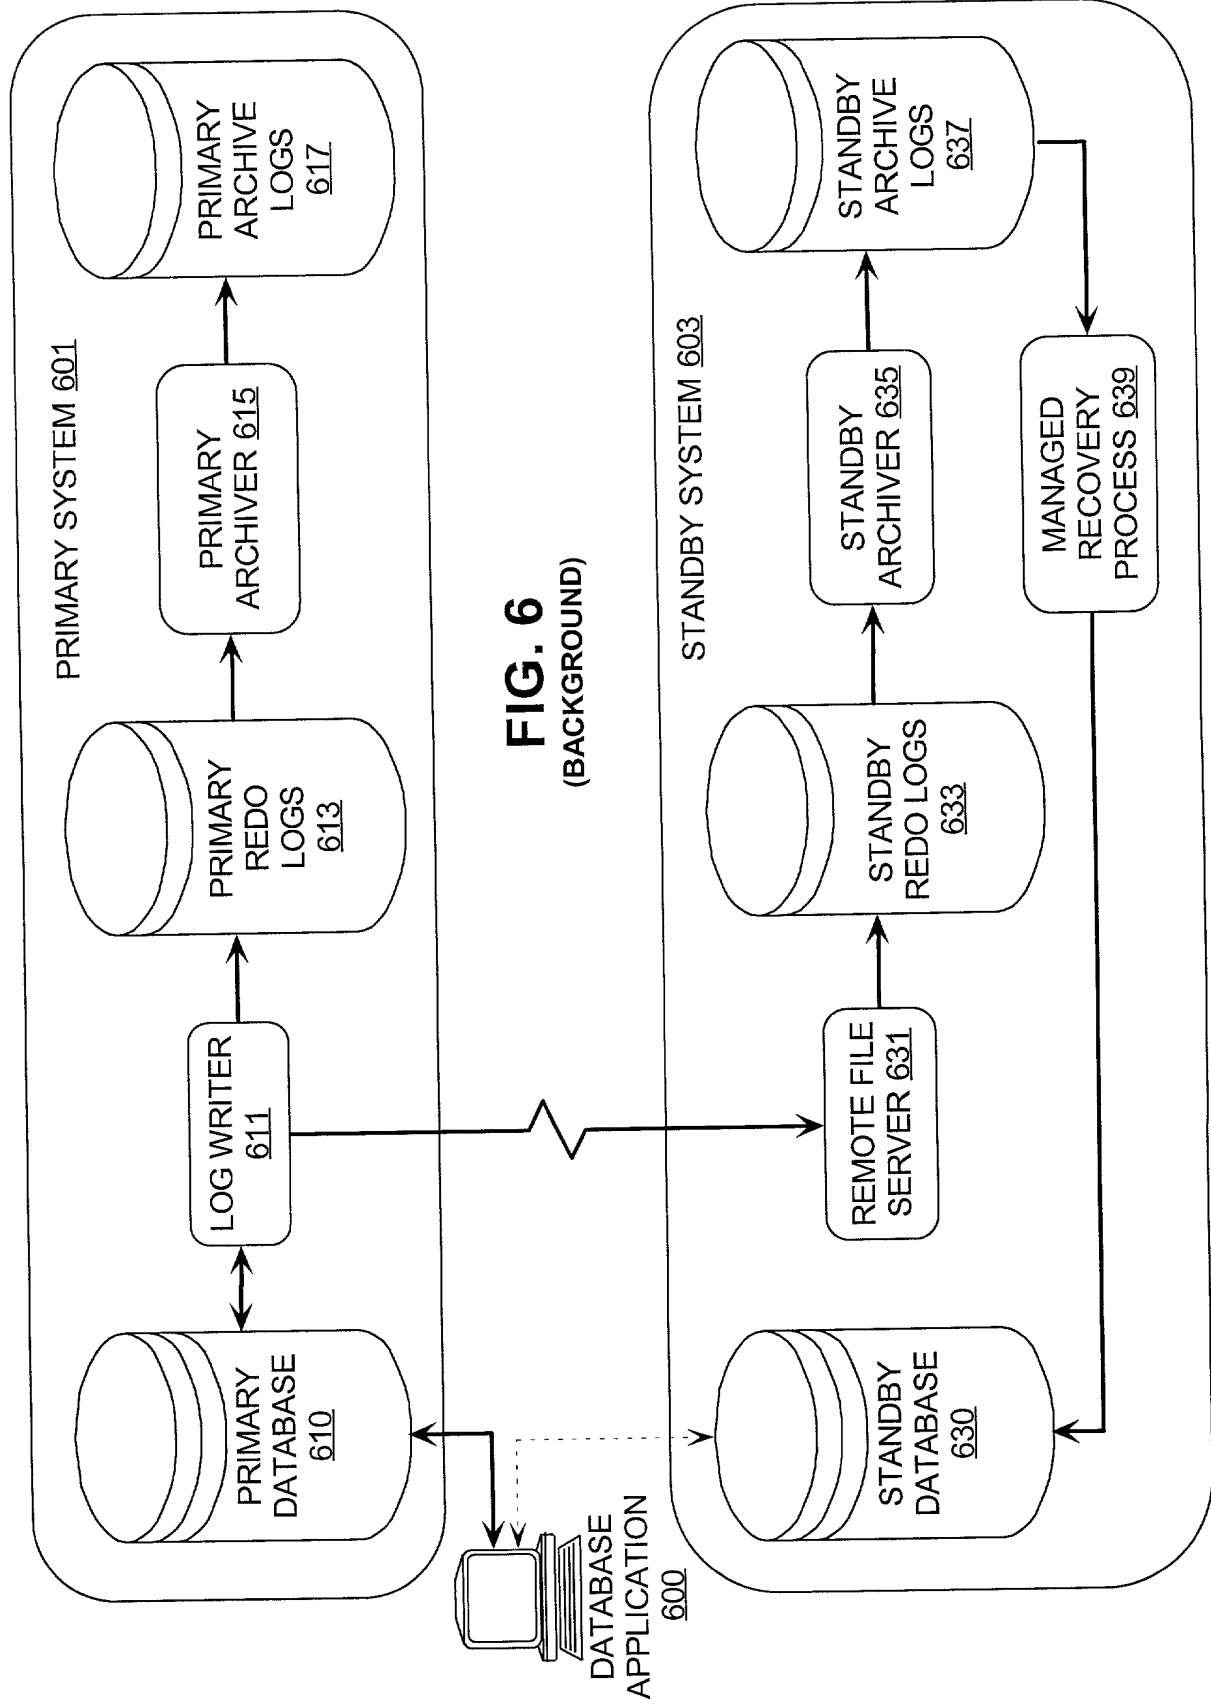 PRIMARY SYSTEM 601
PRIMARY
DATABASE
610
LOG WRITER
611
PRIMARY
REDO
LOGS
613
PRIMARY
ARCHIVER 615
PRIMARY
ARCHIVE
LOGS
617
DATABASE
APPLICATION
600
FIG. 6
(BACKGROUND)
STANDBY SYSTEM 603
STANDBY
DATABASE
630
REMOTE FILE
SERVER 631
STANDBY
REDO LOGS
633
STANDBY
ARCHIVER 635
STANDBY
ARCHIVE
LOGS
637
MANAGED
RECOVERY
PROCESS 639